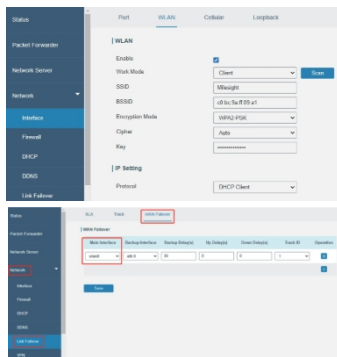 Status
Packet Forwarder
Network Server
Network
Interface
Firewall
DHCP
DDNS
Link Failover
Port WLAN Cellular Loopback
WLAN
Enable
Work Mode Client Scan
SSID Milesight
BSSID
Encryption Mode WPA2-PSK
Cipher Auto
Key
IP Setting
Protocol DHCP Client
Status
Packet Forwarder
Network Server
Network
Interface
Firewall
DHCP
DDNS
Link Failover
VPN
SLA Track WAN Failover
WAN Failover
Main Interface Backup Interface Startup Delay(s) Up Delay(s) Down Delay(s) Track ID Operation
wlan0 eth 0 30 0 0 1
Save